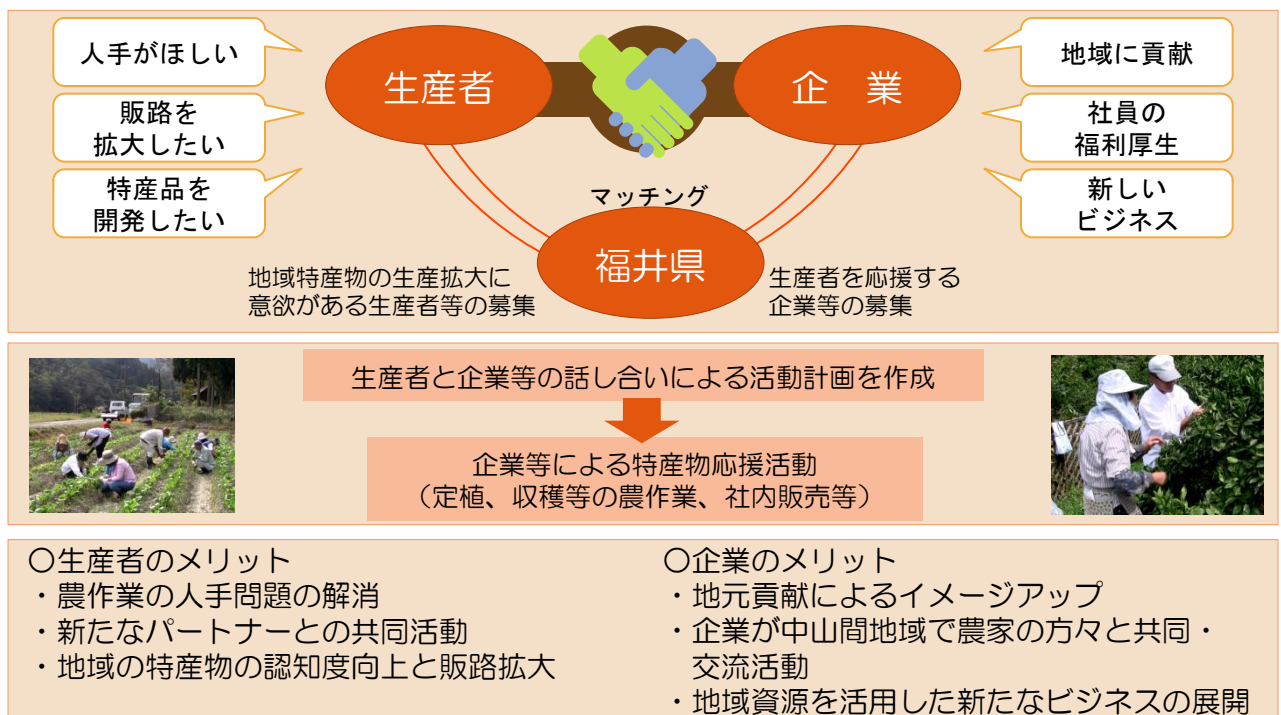 人手がほしい
販路を
拡大したい
特産品を
開発したい
生産者
企　業
地域に貢献
社員の
福利厚生
新しい
ビジネス
マッチング
福井県
地域特産物の生産拡大に
意欲がある生産者等の募集
生産者を応援する
企業等の募集
生産者と企業等の話し合いによる活動計画を作成
企業等による特産物応援活動
（定植、収穫等の農作業、社内販売等）
〇生産者のメリット
・農作業の人手問題の解消
・新たなパートナーとの共同活動
・地域の特産物の認知度向上と販路拡大
〇企業のメリット
・地元貢献によるイメージアップ
・企業が中山間地域で農家の方々と共同・
交流活動
・地域資源を活用した新たなビジネスの展開